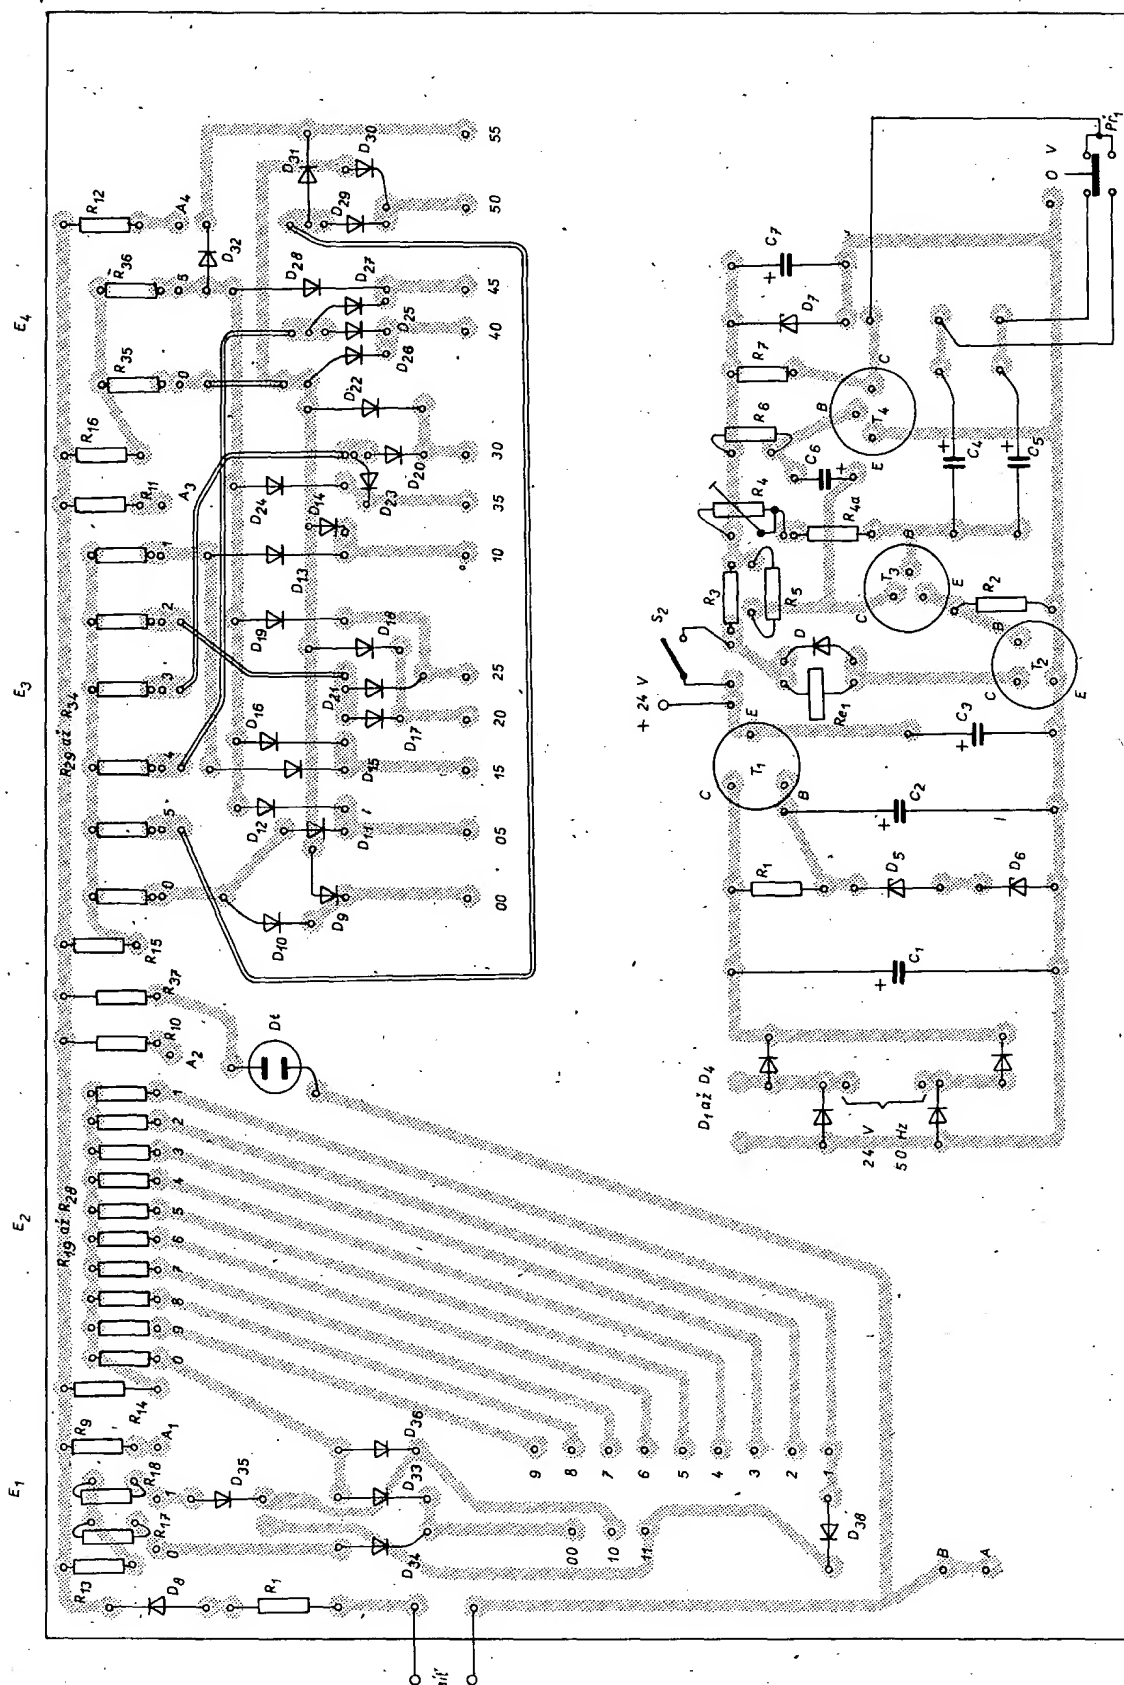 E1
E2
E3
E4
R13
R17
R18
R9
R14
R19 až R28
R10
R37
R15
R29 až R34
R11
R16
R35
R36
R12
0
1
A1
0
9
8
7
6
5
4
3
2
1
A2
0
5
4
3
2
1
A3
0
5
A4
D8
R1
D35
D34
D33
D36
Dt
D10
D9
D12
D11
D16
D15
D17
D21
D18
D19
D13
D14
D24
D23
D20
D22
D26
D25
D27
D28
D32
D29
D31
D30
00
05
15
20
25
10
35
30
40
45
50
55
9
8
7
6
5
4
3
2
1
00
10
11
D38
B
A
D1 až D4
24 V
50 Hz
C1
+
R1
D5
D6
C2
+
T1
C
B
E
C3
+
+ 24 V
S2
Re1
D
R3
R5
T2
C
B
E
T3
C
B
E
R2
R4
R4a
C6
+
R6
R7
T4
B
C
E
C4
+
C5
+
D7
C7
+
0 V
Př1